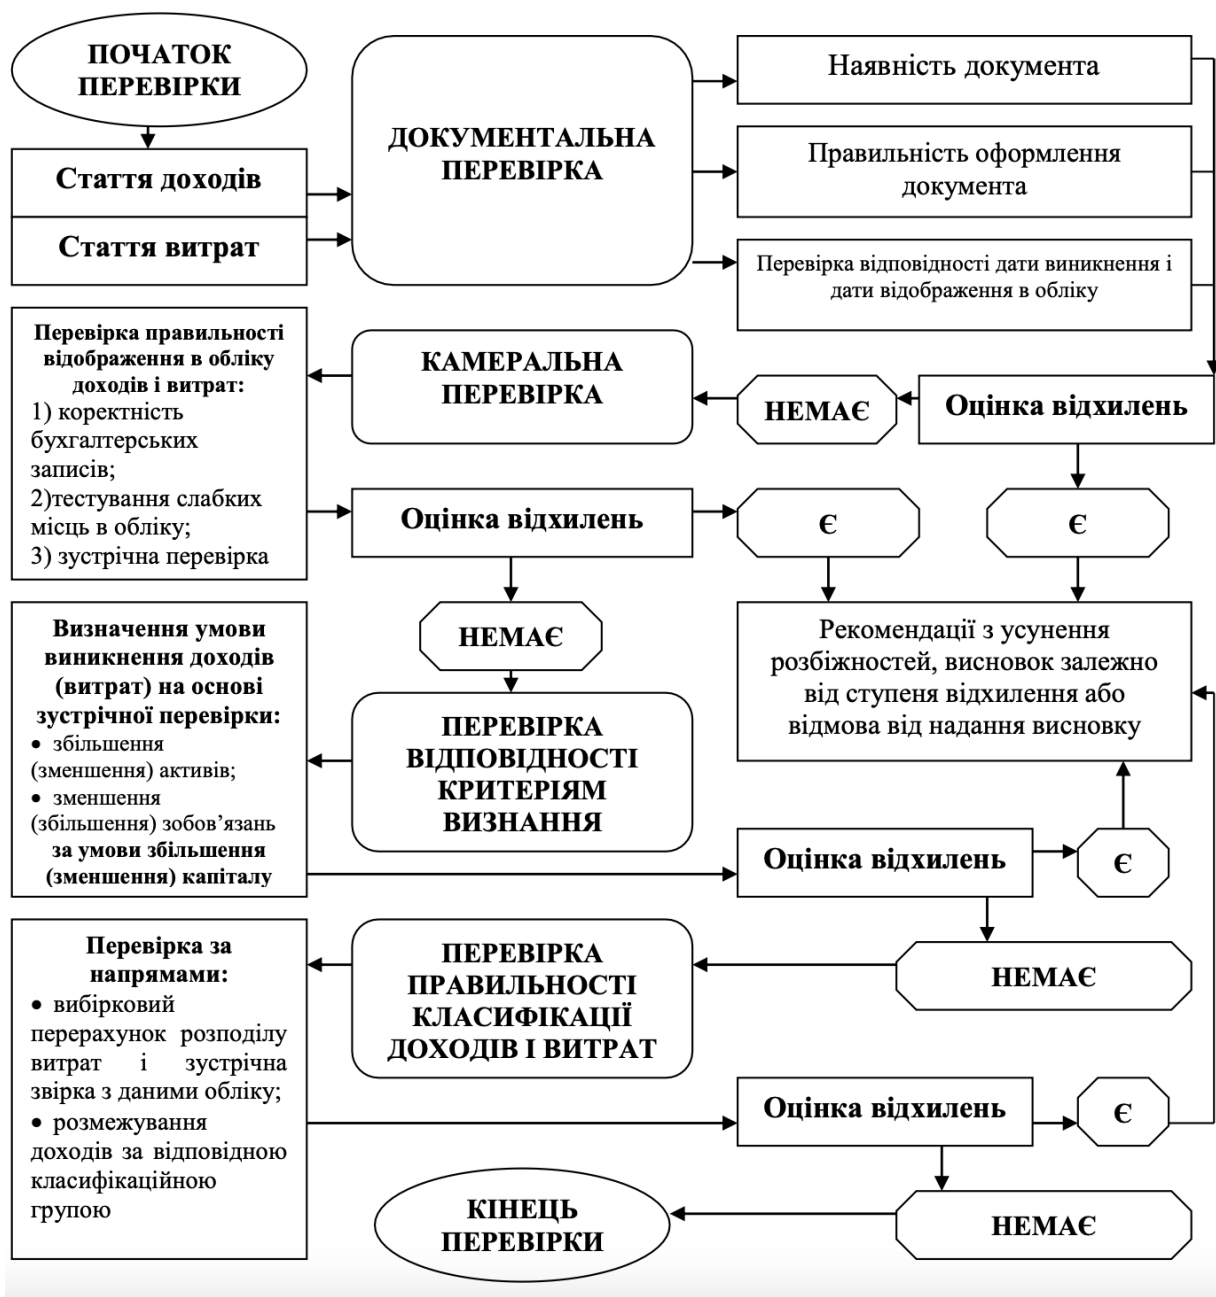 ПОЧАТОК
ПЕРЕВІРКИ
Стаття доходів
Стаття витрат
ДОКУМЕНТАЛЬНА
ПЕРЕВІРКА
Наявність документа
Правильність оформлення
документа
Перевірка відповідності дати виникнення і
дати відображення в обліку
Перевірка правильності
відображення в обліку
доходів і витрат:
1) коректність
бухгалтерських
записів;
2)тестування слабких
місць в обліку;
3) зустрічна перевірка
КАМЕРАЛЬНА
ПЕРЕВІРКА
НЕМАЄ
Оцінка відхилень
Оцінка відхилень
Є
Є
НЕМАЄ
Рекомендації з усунення
розбіжностей, висновок залежно
від ступеня відхилення або
відмова від надання висновку
Визначення умови
виникнення доходів
(витрат) на основі
зустрічної перевірки:
• збільшення
(зменшення) активів;
• зменшення
(збільшення) зобов’язань
за умови збільшення
(зменшення) капіталу
ПЕРЕВІРКА
ВІДПОВІДНОСТІ
КРИТЕРІЯМ
ВИЗНАННЯ
Оцінка відхилень
Є
НЕМАЄ
Перевірка за
напрямами:
• вибірковий
перерахунок розподілу
витрат і зустрічна
звірка з даними обліку;
• розмежування
доходів за відповідною
класифікаційною
групою
ПЕРЕВІРКА
ПРАВИЛЬНОСТІ
КЛАСИФІКАЦІЇ
ДОХОДІВ І ВИТРАТ
Оцінка відхилень
Є
НЕМАЄ
КІНЕЦЬ
ПЕРЕВІРКИ